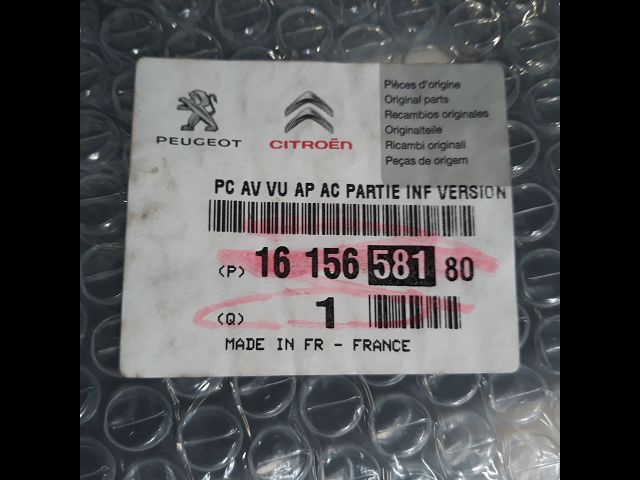 PEUGEOT
CITROËN
Pièces d'origine
Original parts
Recambios originales
Originalteile
Ricambi originali
Peças de origem
PC AV VU AP AC PARTIE INF VERSION
(P) 16 156 581 80
(Q) 1
MADE IN FR - FRANCE